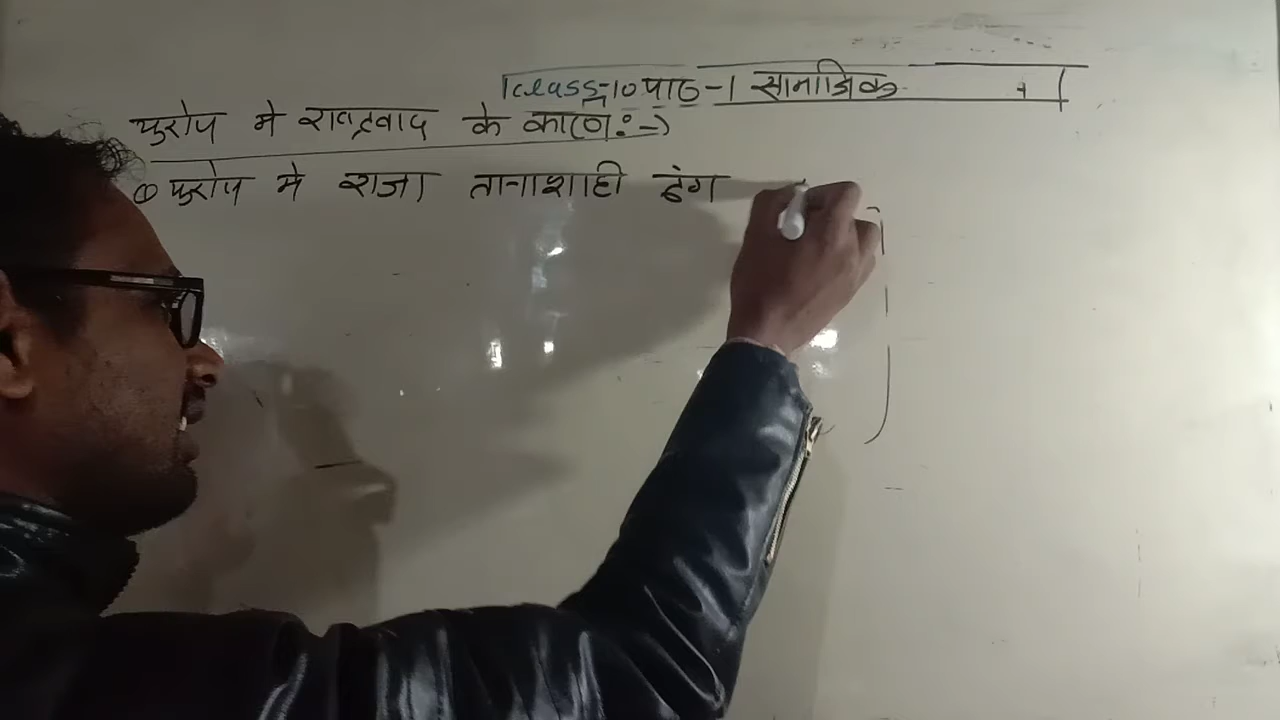 class-10 पाठ-1 सामाजिक
युरोप मे राष्ट्रवाद के कारण:-)
① युरोप मे राजा तानाशाही ढंग